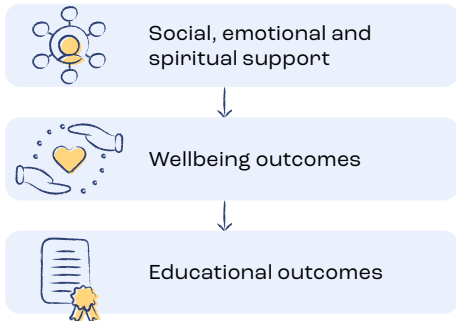 Social, emotional and
spiritual support
Wellbeing outcomes
Educational outcomes